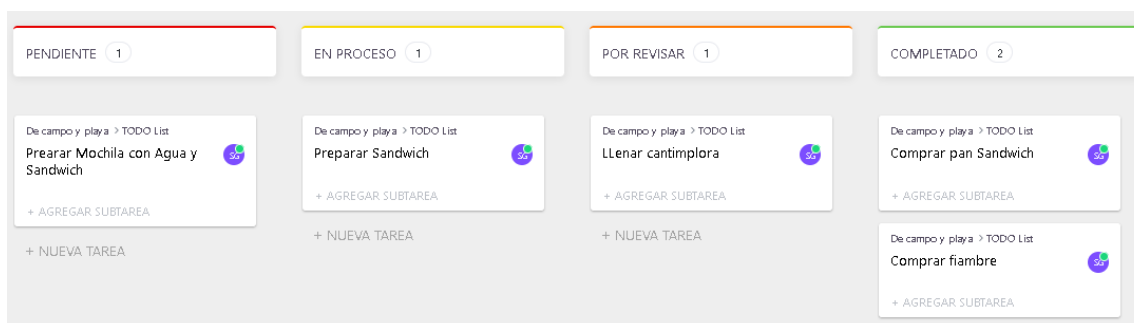 PENDIENTE 1
EN PROCESO 1
POR REVISAR 1
COMPLETADO 2
De campo y playa > TODO List
Prearar Mochila con Agua y
Sandwich
SG
+ AGREGAR SUBTAREA
+ NUEVA TAREA
De campo y playa > TODO List
Preparar Sandwich
SG
+ AGREGAR SUBTAREA
+ NUEVA TAREA
De campo y playa > TODO List
LLenar cantimplora
SG
+ AGREGAR SUBTAREA
+ NUEVA TAREA
De campo y playa > TODO List
Comprar pan Sandwich
SG
+ AGREGAR SUBTAREA
De campo y playa > TODO List
Comprar fiambre
SG
+ AGREGAR SUBTAREA